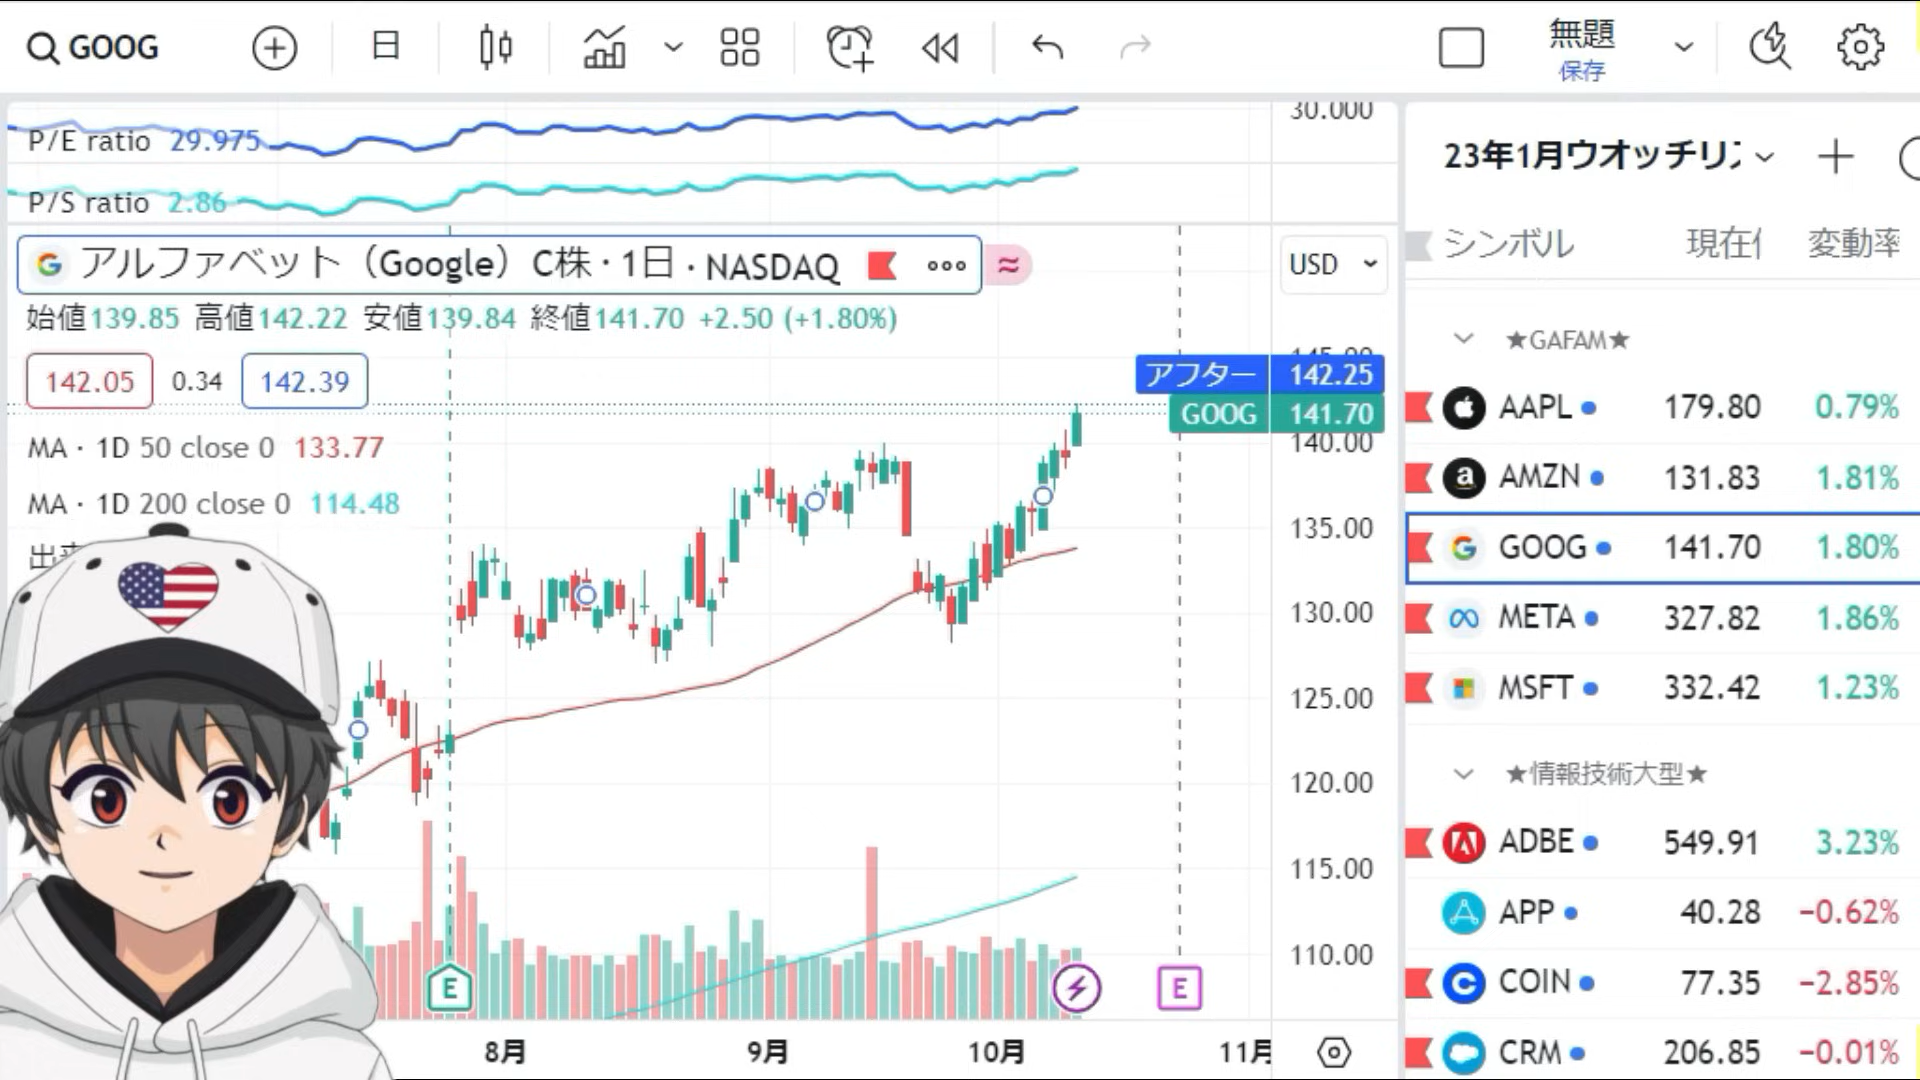 GOOG
日
無題
保存
P/E ratio 29.975
30.000
P/S ratio 2.86
アルファベット（Google）C株・1日・NASDAQ
USD
始値139.85 高値142.22 安値139.84 終値141.70 +2.50 (+1.80%)
142.05 0.34 142.39
MA・1D 50 close 0 133.77
MA・1D 200 close 0 114.48
アフター 142.25
GOOG 141.70
140.00
135.00
130.00
125.00
120.00
115.00
110.00
E
E
8月 9月 10月 11月
23年1月ウオッチリ
シンボル 現在 変動率
★GAFAM★
AAPL 179.80 0.79%
AMZN 131.83 1.81%
GOOG 141.70 1.80%
META 327.82 1.86%
MSFT 332.42 1.23%
★情報技術大型★
ADBE 549.91 3.23%
APP 40.28 −0.62%
COIN 77.35 −2.85%
CRM 206.85 −0.01%